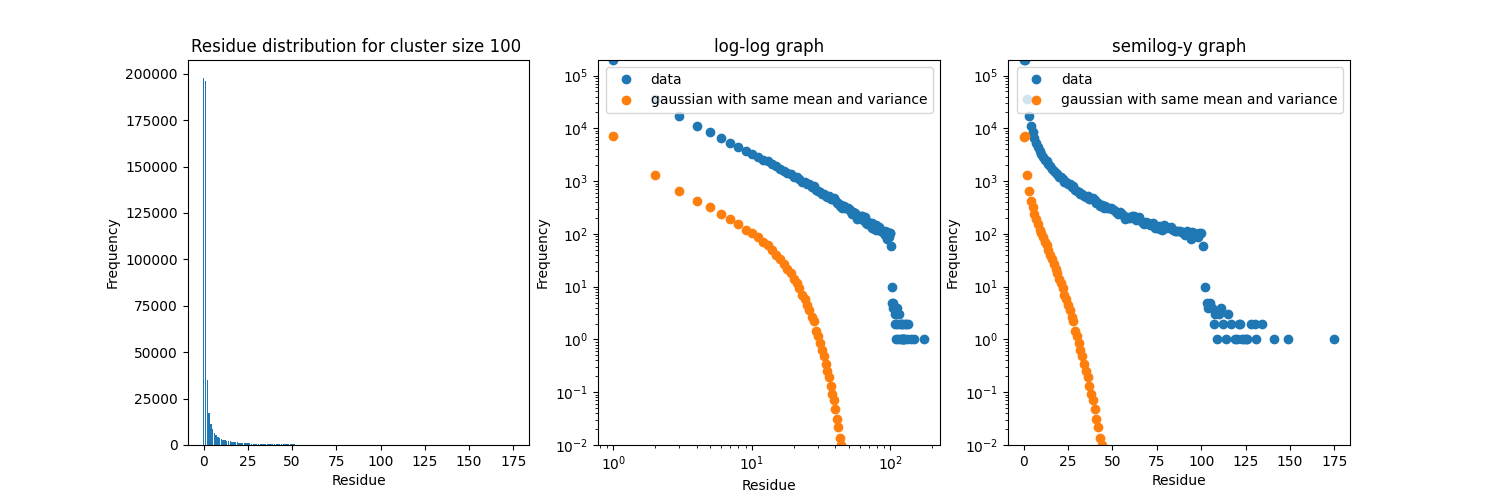 Residue distribution for cluster size 100
Frequency
200000
175000
150000
125000
100000
75000
50000
25000
0
0 25 50 75 100 125 150 175
Residue
log-log graph
data
gaussian with same mean and variance
Frequency
10^5
10^4
10^3
10^2
10^1
10^0
10^-1
10^-2
10^0 10^1 10^2
Residue
semilog-y graph
data
gaussian with same mean and variance
Frequency
10^5
10^4
10^3
10^2
10^1
10^0
10^-1
10^-2
0 25 50 75 100 125 150 175
Residue